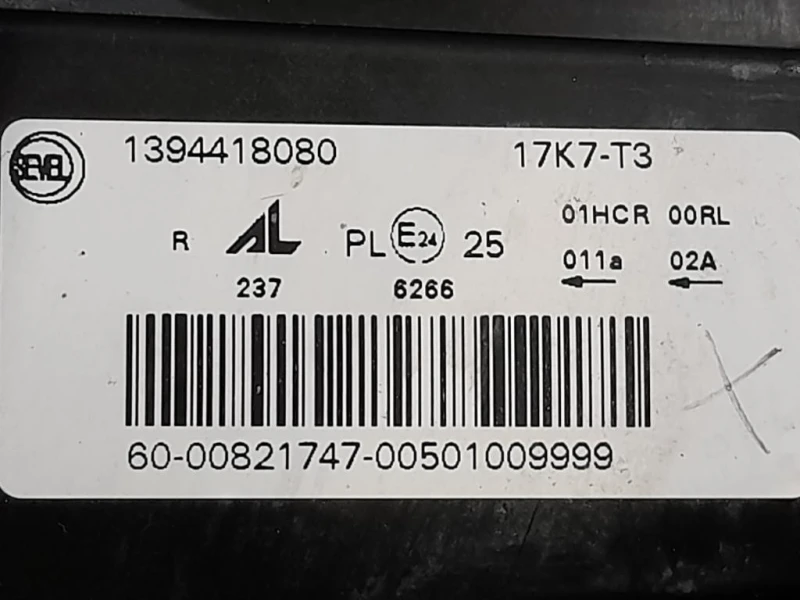 SEVEL
1394418080 17K7-T3
R AL PL E24 25 01HCR 00RL
011a 02A
237 6266
60-00821747-00501009999